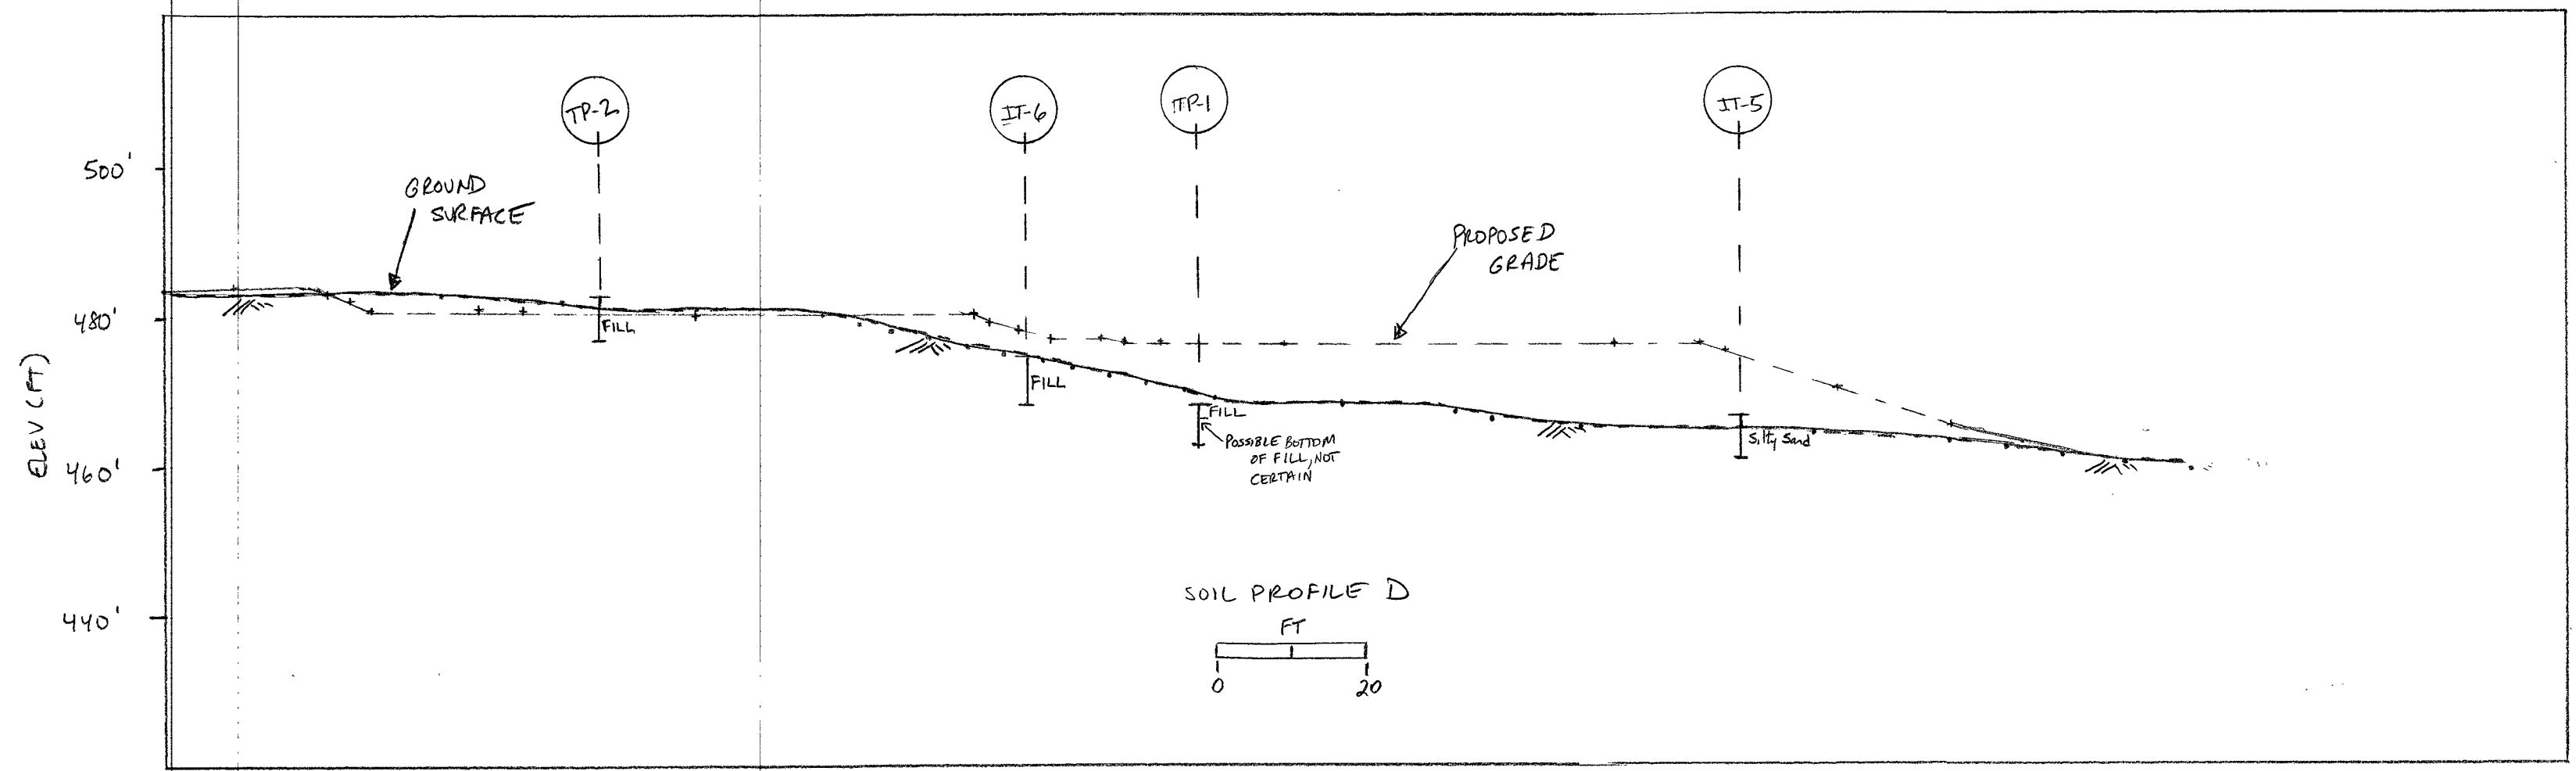 TP-2
IT-6
TP-1
IT-5
500'
GROUND
SURFACE
PROPOSED
GRADE
480'
FILL
FILL
FILL
POSSIBLE BOTTOM
OF FILL, NOT
CERTAIN
Silty Sand
ELEV (FT)
460'
440'
SOIL PROFILE D
FT
0 20